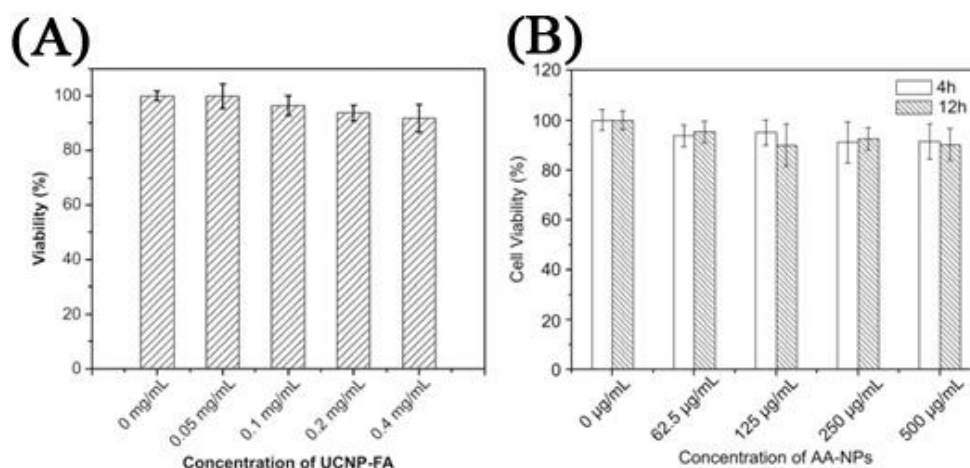 (A)
Viability (%)
100
80
60
40
20
0
0 mg/mL
0.05 mg/mL
0.1 mg/mL
0.2 mg/mL
0.4 mg/mL
Concentration of UCNP-FA
(B)
Cell Viability (%)
120
100
80
60
40
20
0
4h
12h
0 µg/mL
62.5 µg/mL
125 µg/mL
250 µg/mL
500 µg/mL
Concentration of AA-NPs